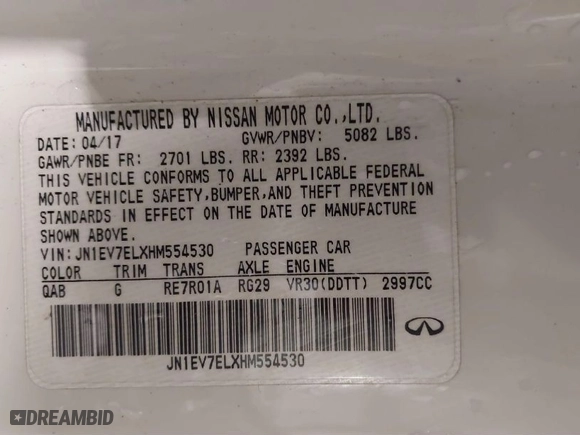 MANUFACTURED BY NISSAN MOTOR CO.,LTD.
DATE: 04/17 GVWR/PNBV: 5082 LBS.
GAWR/PNBE FR: 2701 LBS. RR: 2392 LBS.
THIS VEHICLE CONFORMS TO ALL APPLICABLE FEDERAL
MOTOR VEHICLE SAFETY,BUMPER,AND THEFT PREVENTION
STANDARDS IN EFFECT ON THE DATE OF MANUFACTURE
SHOWN ABOVE.
VIN: JN1EV7ELXHM554530 PASSENGER CAR
COLOR TRIM TRANS AXLE ENGINE
QAB G RE7R01A RG29 VR30(DDTT) 2997CC
JN1EV7ELXHM554530
DREAMBID